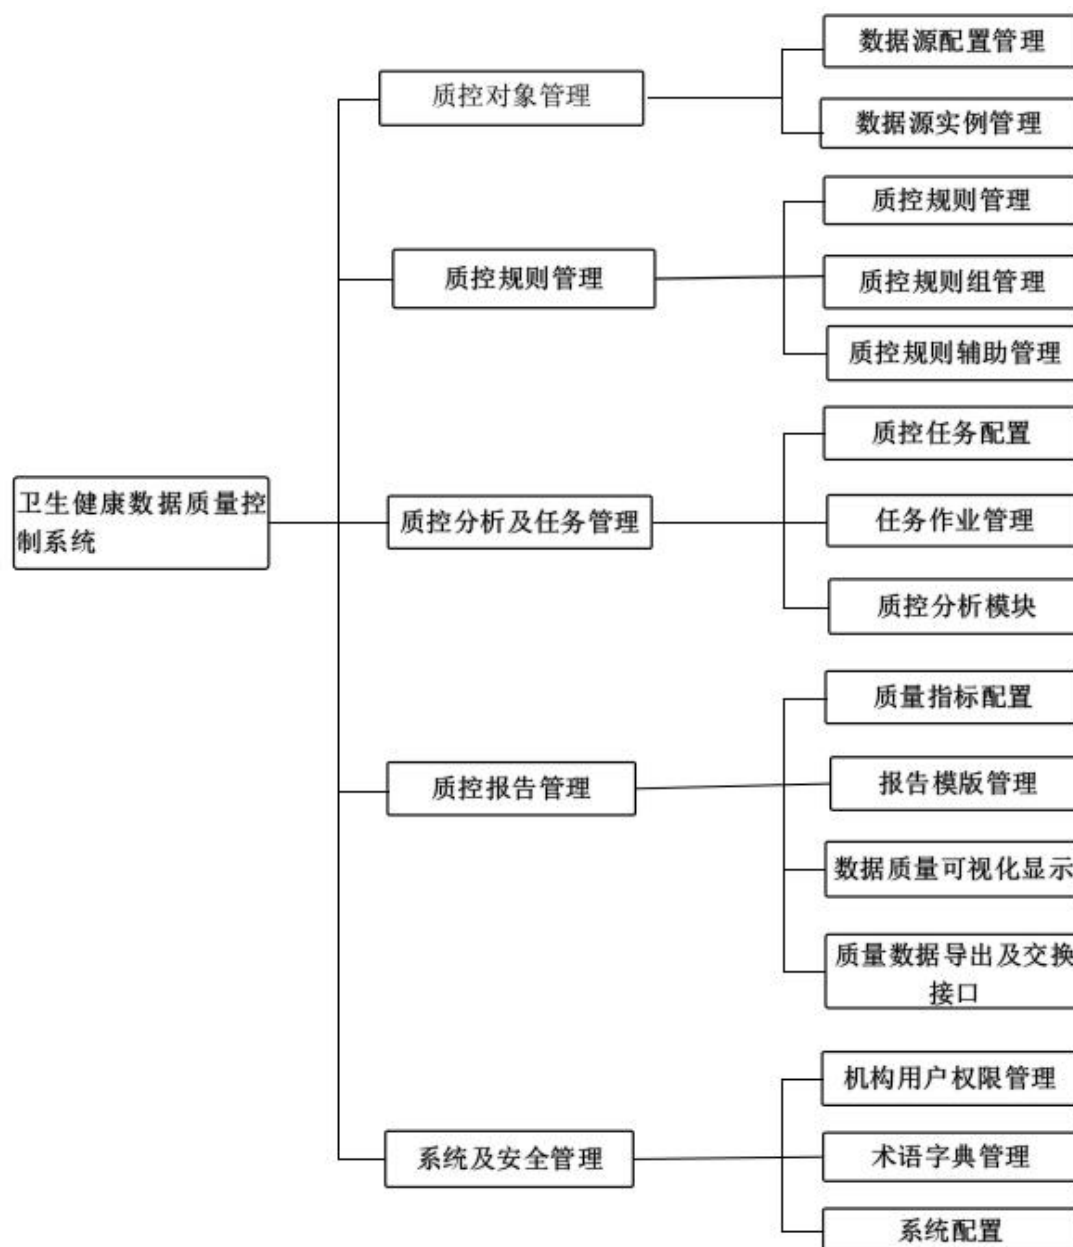 卫生健康数据质量控
制系统
质控对象管理
数据源配置管理
数据源实例管理
质控规则管理
质控规则管理
质控规则组管理
质控规则辅助管理
质控分析及任务管理
质控任务配置
任务作业管理
质控分析模块
质控报告管理
质量指标配置
报告模版管理
数据质量可视化显示
质量数据导出及交换
接口
系统及安全管理
机构用户权限管理
术语字典管理
系统配置